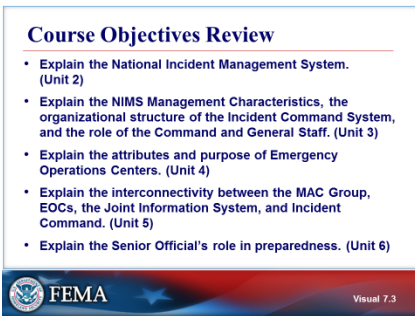 Course Objectives Review
• Explain the National Incident Management System.
(Unit 2)
• Explain the NIMS Management Characteristics, the
organizational structure of the Incident Command System,
and the role of the Command and General Staff. (Unit 3)
• Explain the attributes and purpose of Emergency
Operations Centers. (Unit 4)
• Explain the interconnectivity between the MAC Group,
EOCs, the Joint Information System, and Incident
Command. (Unit 5)
• Explain the Senior Official's role in preparedness. (Unit 6)
FEMA
Visual 7.3